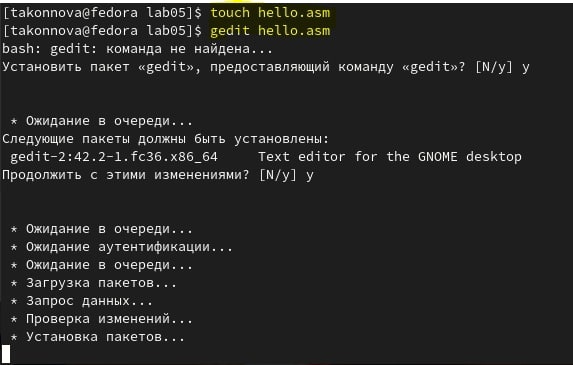 [takonnova@fedora lab05]$ touch hello.asm
[takonnova@fedora lab05]$ gedit hello.asm
bash: gedit: команда не найдена...
Установить пакет «gedit», предоставляющий команду «gedit»? [N/y] y
* Ожидание в очереди...
Следующие пакеты должны быть установлены:
gedit-2:42.2-1.fc36.x86_64 Text editor for the GNOME desktop
Продолжить с этими изменениями? [N/y] y
* Ожидание в очереди...
* Ожидание аутентификации...
* Ожидание в очереди...
* Загрузка пакетов...
* Запрос данных...
* Проверка изменений...
* Установка пакетов...